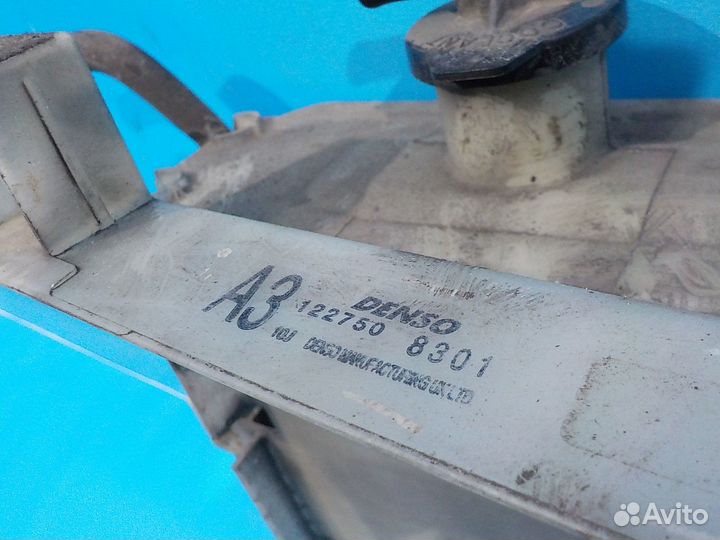 A3 DENSO
122750 8301
10J DENSO MANUFACTURING UK LTD
Avito